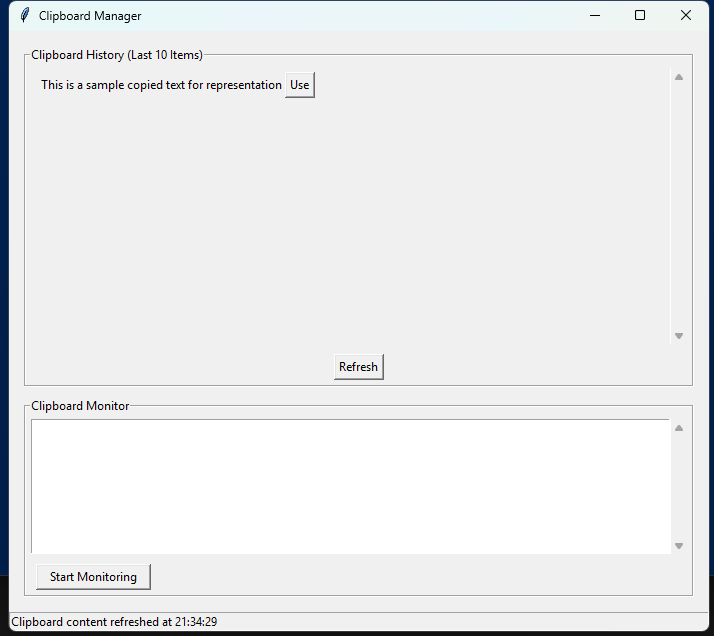 Clipboard Manager
Clipboard History (Last 10 Items)
This is a sample copied text for representation Use
Refresh
Clipboard Monitor
Start Monitoring
Clipboard content refreshed at 21:34:29